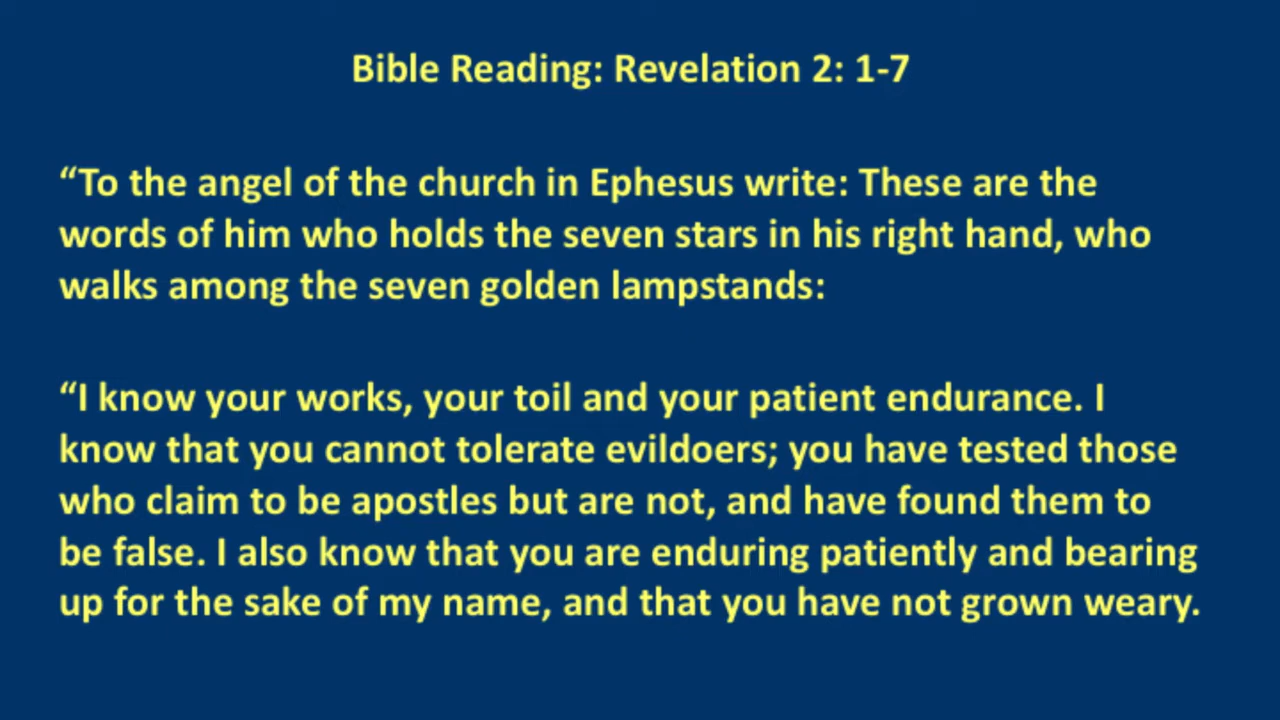 Bible Reading: Revelation 2: 1-7
“To the angel of the church in Ephesus write: These are the
words of him who holds the seven stars in his right hand, who
walks among the seven golden lampstands:
“I know your works, your toil and your patient endurance. I
know that you cannot tolerate evildoers; you have tested those
who claim to be apostles but are not, and have found them to
be false. I also know that you are enduring patiently and bearing
up for the sake of my name, and that you have not grown weary.